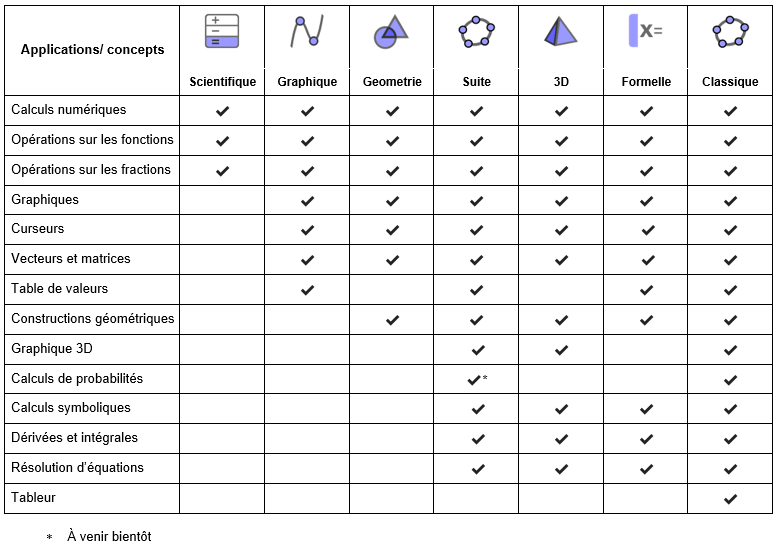 Applications/ concepts
X=
Scientifique Graphique Geometrie Suite 3D Formelle Classique
Calculs numériques ✓ ✓ ✓ ✓ ✓ ✓ ✓
Opérations sur les fonctions ✓ ✓ ✓ ✓ ✓ ✓ ✓
Opérations sur les fractions ✓ ✓ ✓ ✓ ✓ ✓ ✓
Graphiques ✓ ✓ ✓ ✓ ✓ ✓
Curseurs ✓ ✓ ✓ ✓ ✓ ✓
Vecteurs et matrices ✓ ✓ ✓ ✓ ✓ ✓
Table de valeurs ✓ ✓ ✓ ✓
Constructions géométriques ✓ ✓ ✓ ✓ ✓
Graphique 3D ✓ ✓ ✓
Calculs de probabilités ✓* ✓
Calculs symboliques ✓ ✓ ✓ ✓
Dérivées et intégrales ✓ ✓ ✓ ✓
Résolution d'équations ✓ ✓ ✓ ✓
Tableur ✓
* À venir bientôt